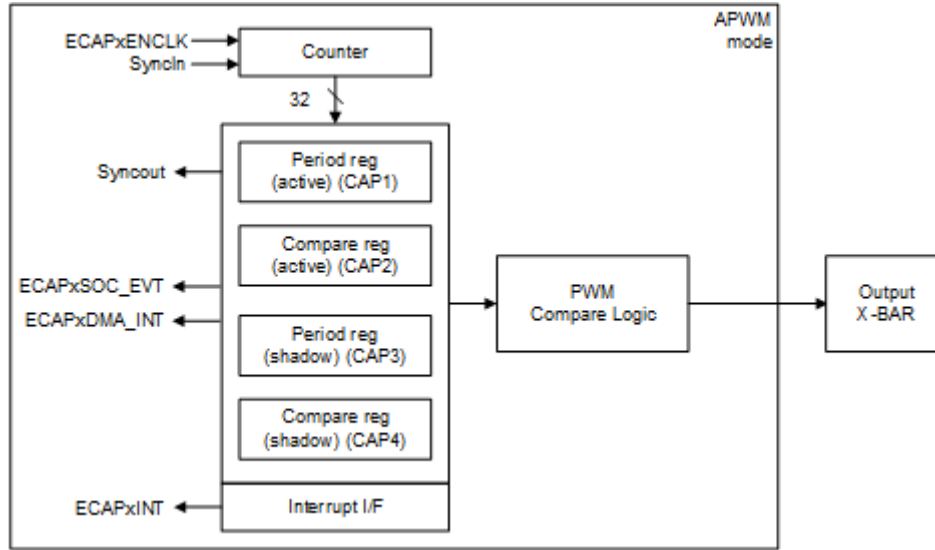 APWM
mode
ECAPxENCLK
SyncIn
Counter
32
Period reg
(active) (CAP1)
Syncout
Compare reg
(active) (CAP2)
ECAPxSOC_EVT
ECAPxDMA_INT
PWM
Compare Logic
Output
X-BAR
Period reg
(shadow) (CAP3)
Compare reg
(shadow) (CAP4)
ECAPxINT
Interrupt I/F